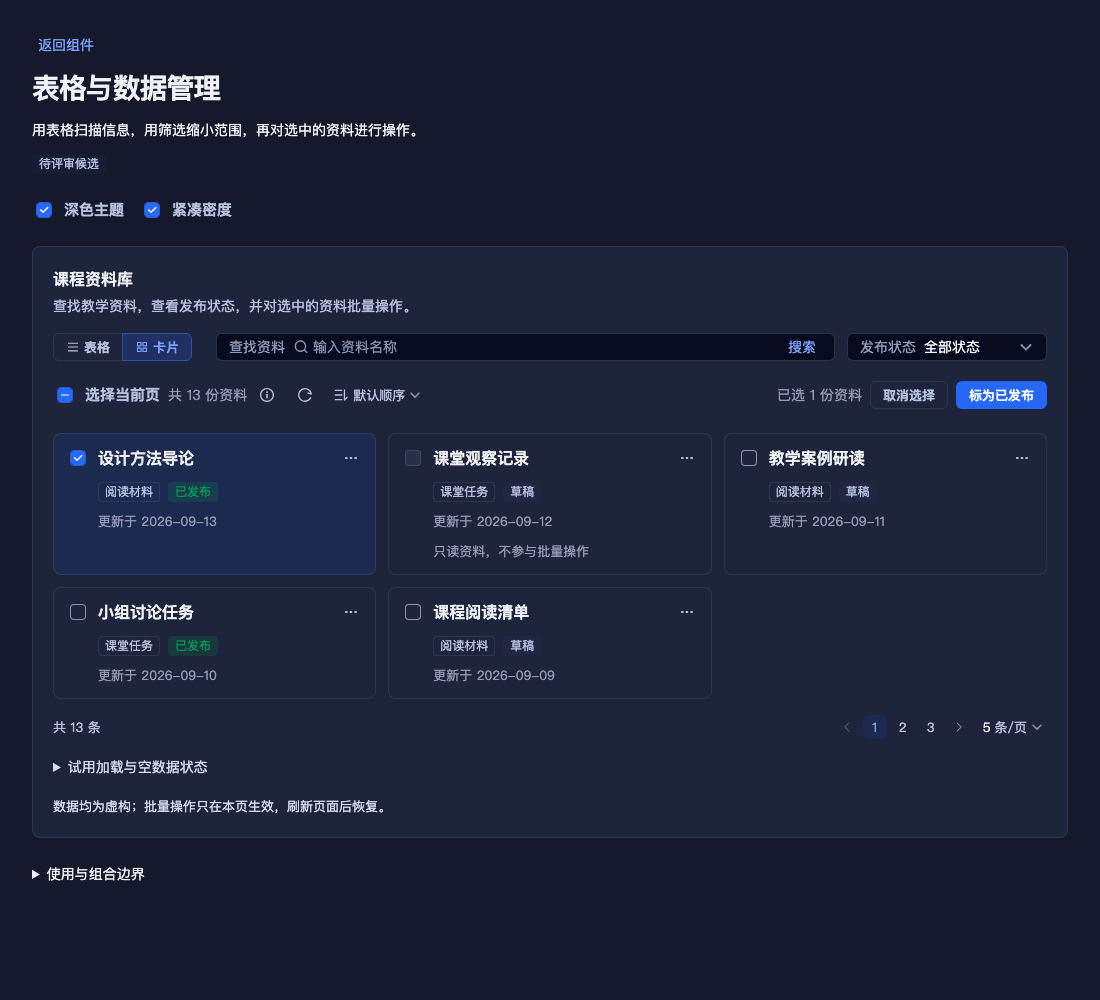 返回组件
表格与数据管理
用表格扫描信息，用筛选缩小范围，再对选中的资料进行操作。
待评审候选
深色主题 紧凑密度
课程资料库
查找教学资料，查看发布状态，并对选中的资料批量操作。
表格 卡片 查找资料 输入资料名称 搜索 发布状态 全部状态
选择当前页 共 13 份资料 默认顺序 已选 1 份资料 取消选择 标为已发布
设计方法导论 ···
阅读材料 已发布
更新于 2026-09-13
课堂观察记录 ···
课堂任务 草稿
更新于 2026-09-12
只读资料，不参与批量操作
教学案例研读 ···
阅读材料 草稿
更新于 2026-09-11
小组讨论任务 ···
课堂任务 已发布
更新于 2026-09-10
课程阅读清单 ···
阅读材料 草稿
更新于 2026-09-09
共 13 条 1 2 3 5 条/页
试用加载与空数据状态
数据均为虚构；批量操作只在本页生效，刷新页面后恢复。
使用与组合边界